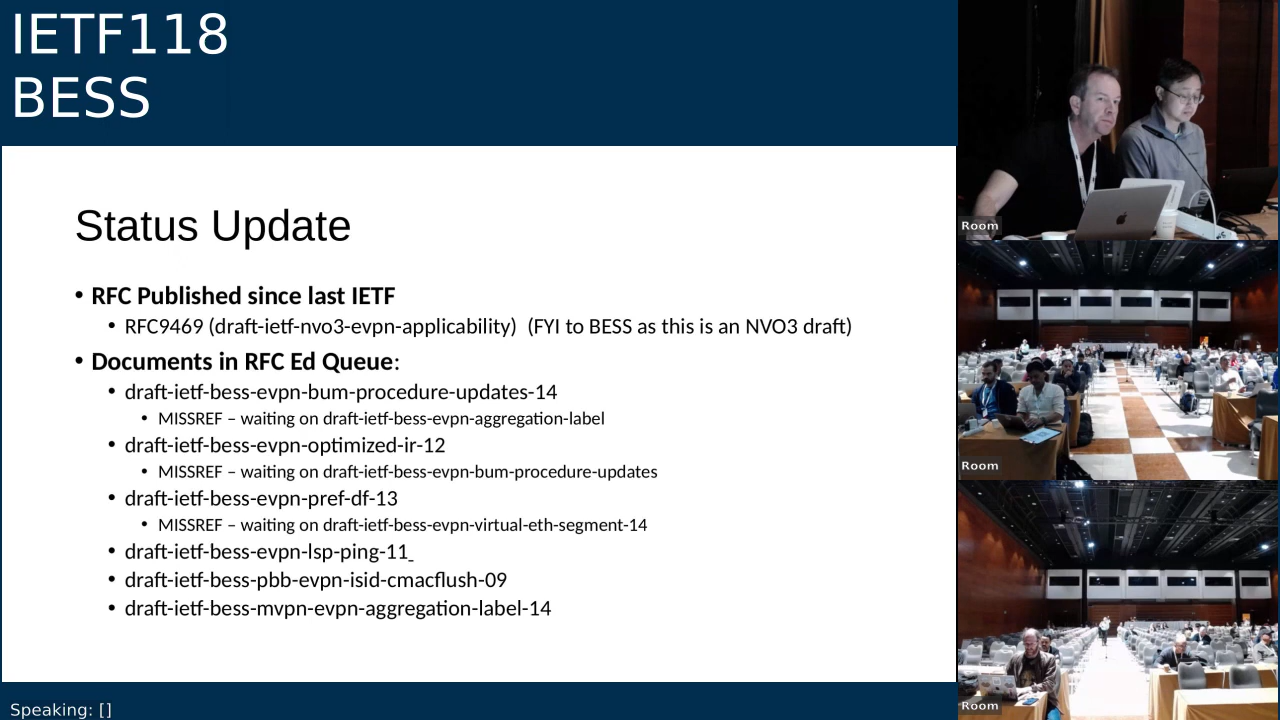 IETF118
BESS
Status Update
• RFC Published since last IETF
• RFC9469 (draft-ietf-nvo3-evpn-applicability)  (FYI to BESS as this is an NVO3 draft)
• Documents in RFC Ed Queue:
• draft-ietf-bess-evpn-bum-procedure-updates-14
• MISSREF – waiting on draft-ietf-bess-evpn-aggregation-label
• draft-ietf-bess-evpn-optimized-ir-12
• MISSREF – waiting on draft-ietf-bess-evpn-bum-procedure-updates
• draft-ietf-bess-evpn-pref-df-13
• MISSREF – waiting on draft-ietf-bess-evpn-virtual-eth-segment-14
• draft-ietf-bess-evpn-lsp-ping-11_
• draft-ietf-bess-pbb-evpn-isid-cmacflush-09
• draft-ietf-bess-mvpn-evpn-aggregation-label-14
Speaking: []
Room
Room
Room